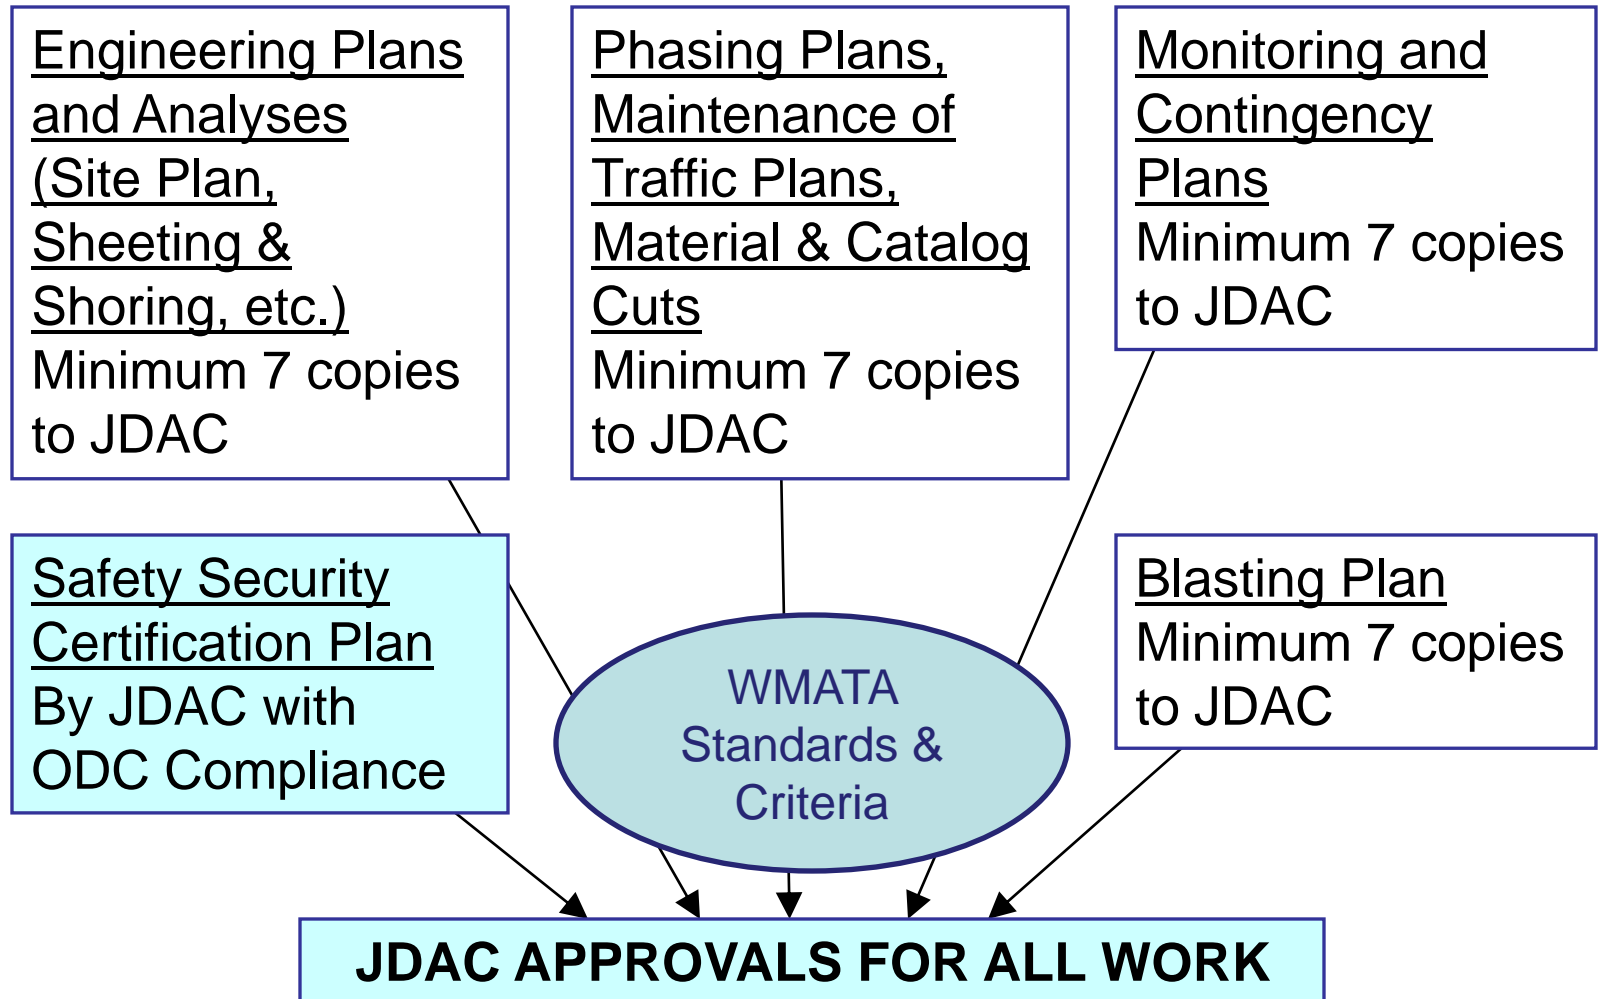 Engineering Plans
and Analyses
(Site Plan,
Sheeting &
Shoring, etc.)
Minimum 7 copies
to JDAC
Phasing Plans,
Maintenance of
Traffic Plans,
Material & Catalog
Cuts
Minimum 7 copies
to JDAC
Monitoring and
Contingency
Plans
Minimum 7 copies
to JDAC
Safety Security
Certification Plan
By JDAC with
ODC Compliance
WMATA
Standards &
Criteria
Blasting Plan
Minimum 7 copies
to JDAC
JDAC APPROVALS FOR ALL WORK